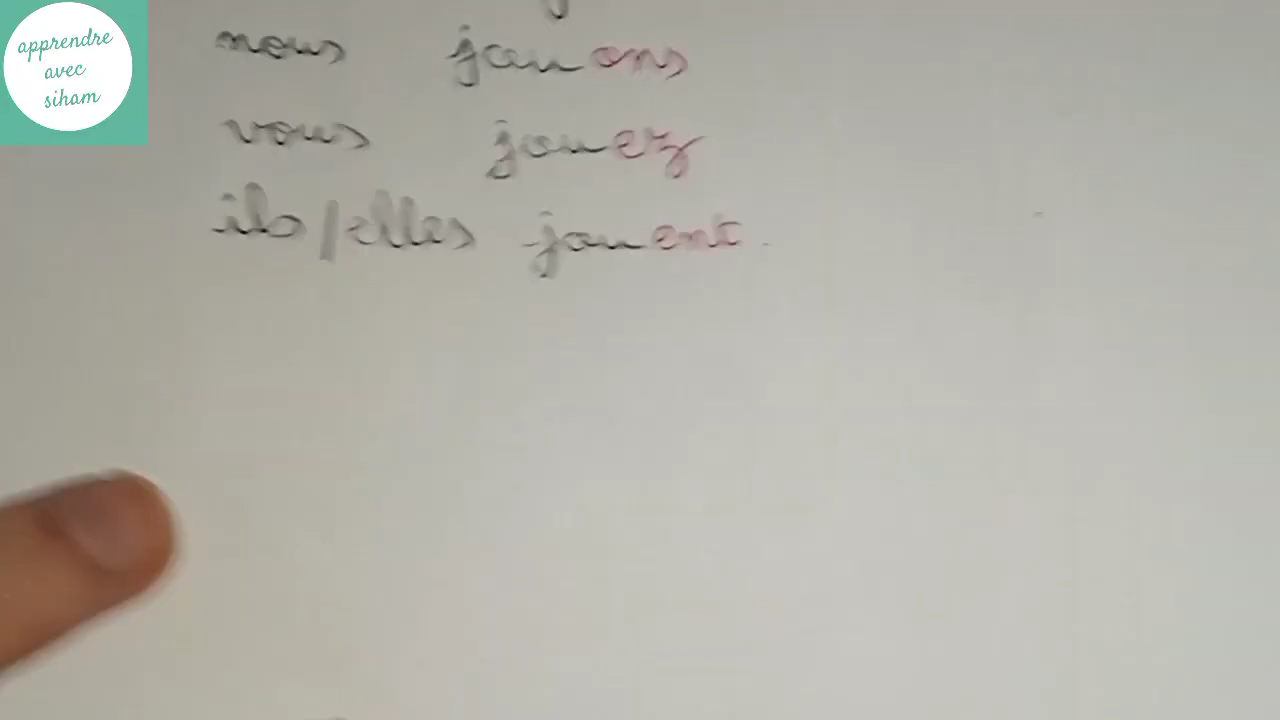 apprendre
avec
siham
nous jouons
vous jouez
ils/elles jouent.